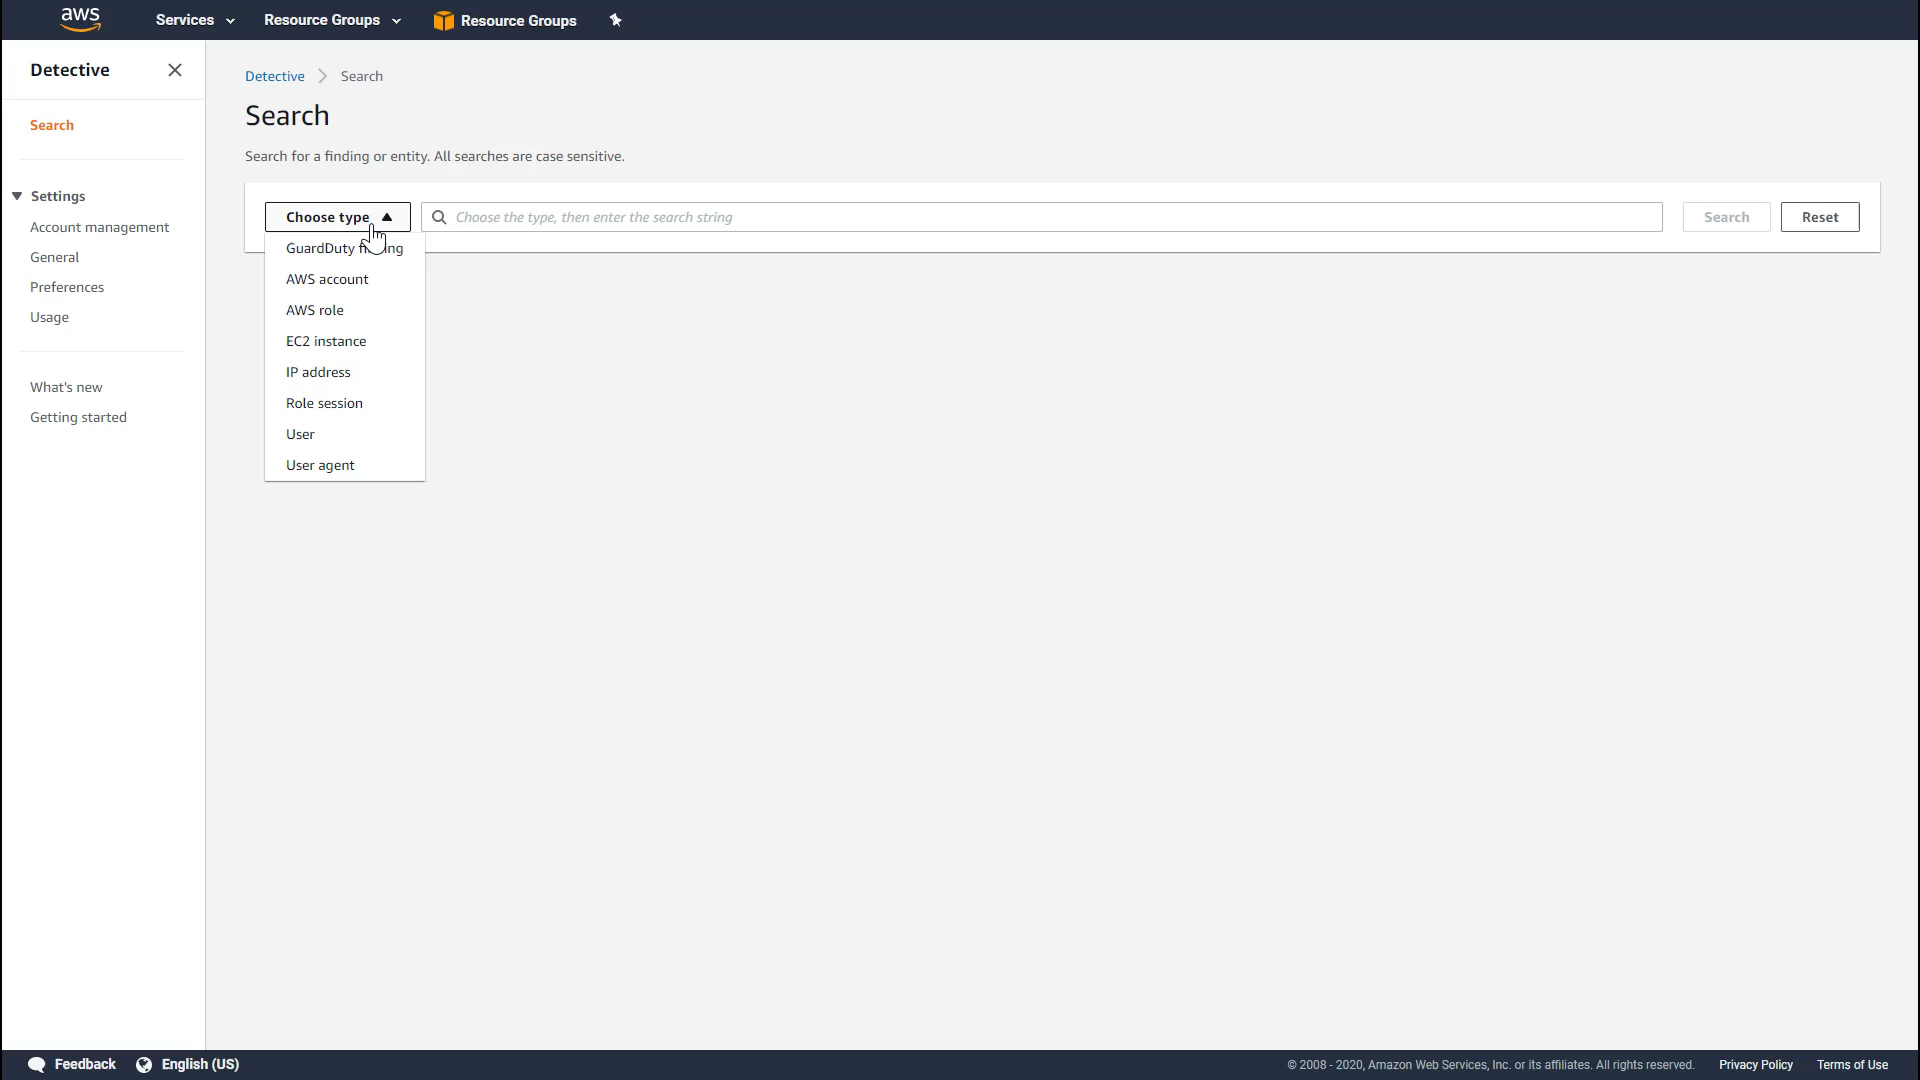 aws Services Resource Groups Resource Groups
Detective
Search
Settings
Account management
General
Preferences
Usage
What's new
Getting started
Detective Search
Search
Search for a finding or entity. All searches are case sensitive.
Choose type Choose the type, then enter the search string Search Reset
GuardDuty
AWS account
AWS role
EC2 instance
IP address
Role session
User
User agent
Feedback English (US) © 2008 - 2020, Amazon Web Services, Inc. or its affiliates. All rights reserved. Privacy Policy Terms of Use